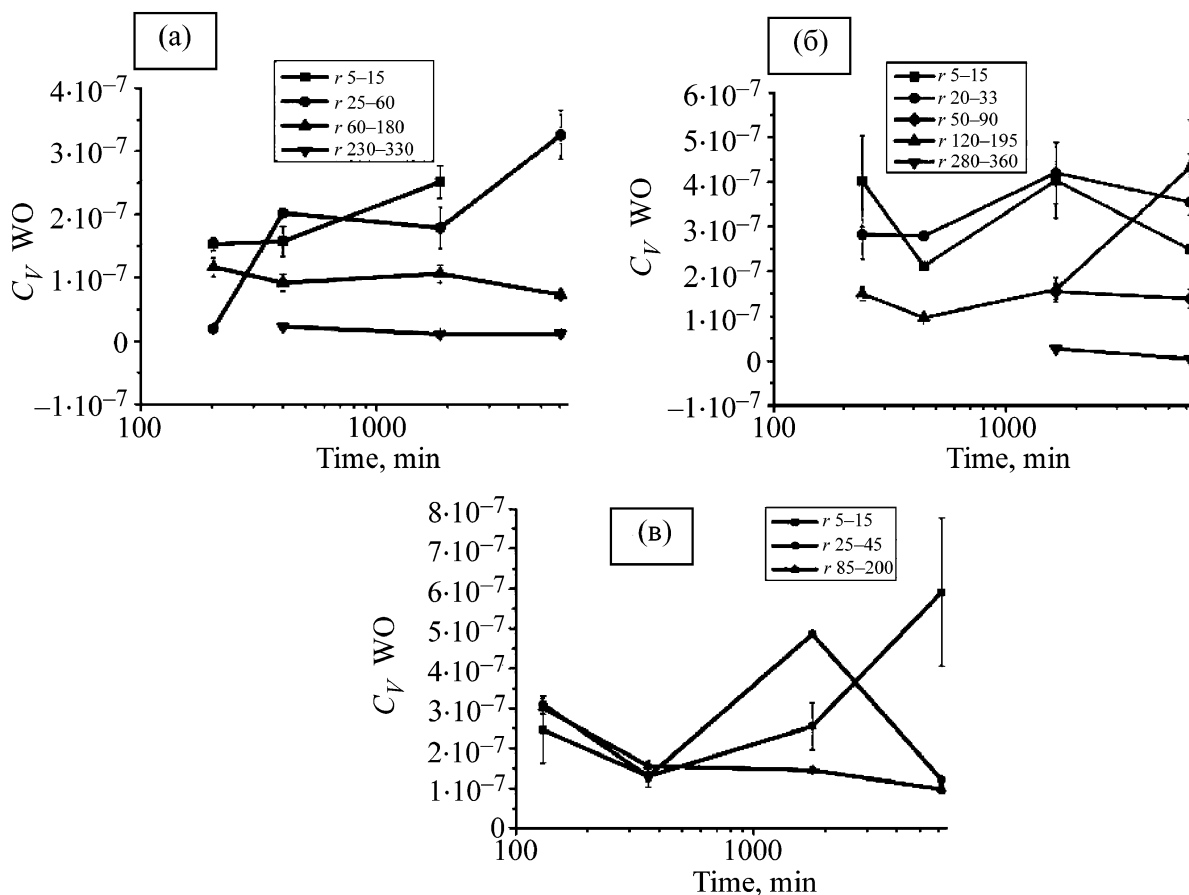 (а)
r 5–15
r 25–60
r 60–180
r 230–330
4·10⁻⁷
3·10⁻⁷
2·10⁻⁷
1·10⁻⁷
0
–1·10⁻⁷
C_V WO
100
1000
Time, min
(б)
r 5–15
r 20–33
r 50–90
r 120–195
r 280–360
6·10⁻⁷
5·10⁻⁷
4·10⁻⁷
3·10⁻⁷
2·10⁻⁷
1·10⁻⁷
0
–1·10⁻⁷
C_V WO
100
1000
Time, min
(в)
r 5–15
r 25–45
r 85–200
8·10⁻⁷
7·10⁻⁷
6·10⁻⁷
5·10⁻⁷
4·10⁻⁷
3·10⁻⁷
2·10⁻⁷
1·10⁻⁷
0
C_V WO
100
1000
Time, min